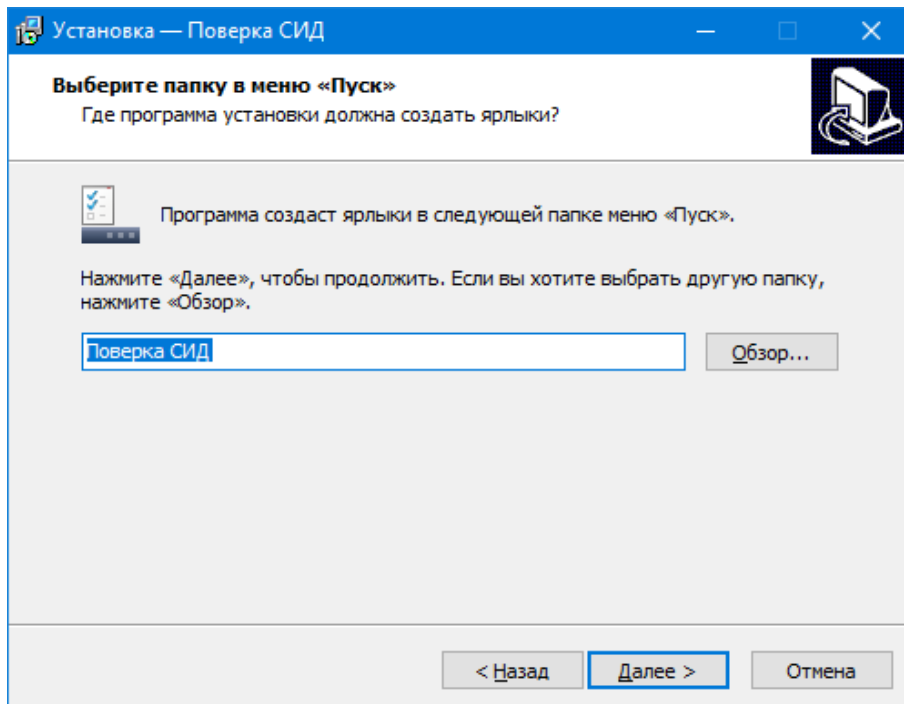 Установка — Поверка СИД
Выберите папку в меню «Пуск»
Где программа установки должна создать ярлыки?
Программа создаст ярлыки в следующей папке меню «Пуск».
Нажмите «Далее», чтобы продолжить. Если вы хотите выбрать другую папку,
нажмите «Обзор».
Поверка СИД
Обзор...
< Назад
Далее >
Отмена